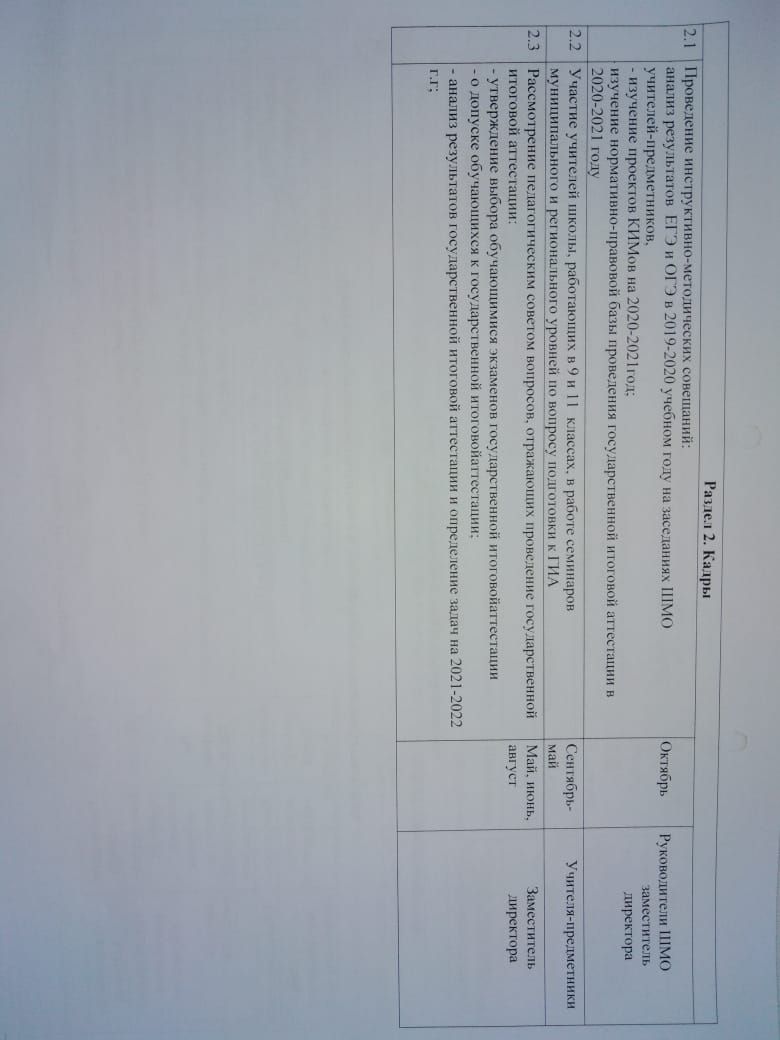 Раздел 2. Кадры
2.1 Проведение инструктивно-методических совещаний:
анализ результатов ЕГЭ и ОГЭ в 2019-2020 учебном году на заседаниях ШМО
учителей-предметников,
- изучение проектов КИМов на 2020-2021год;
изучение нормативно-правовой базы проведения государственной итоговой аттестации в
2020-2021 году
Октябрь
Руководители ШМО
заместитель
директора
2.2 Участие учителей школы, работающих в 9 и 11 классах, в работе семинаров
муниципального и регионального уровней по вопросу подготовки к ГИА
Сентябрь-
май
Учителя-предметники
2.3 Рассмотрение педагогическим советом вопросов, отражающих проведение государственной
итоговой аттестации:
- утверждение выбора обучающимися экзаменов государственной итоговойаттестации
- о допуске обучающихся к государственной итоговойаттестации;
- анализ результатов государственной итоговой аттестации и определение задач на 2021-2022
г.г;
Май, июнь,
август
Заместитель
директора